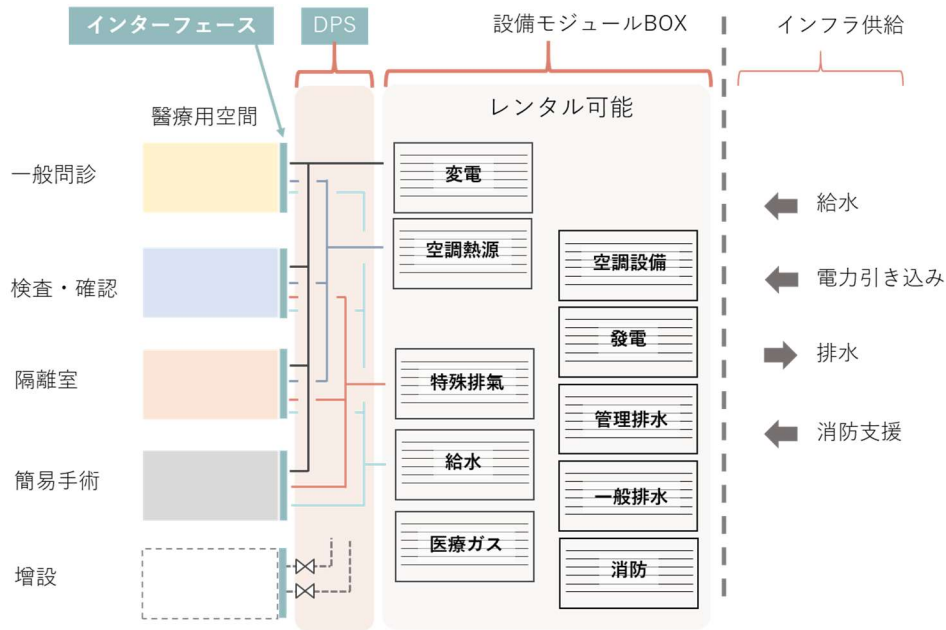 インターフェース
DPS
設備モジュールBOX
インフラ供給
醫療用空間
レンタル可能
一般問診
検査・確認
隔離室
簡易手術
増設
変電
空調熱源
特殊排氣
給水
医療ガス
空調設備
發電
管理排水
一般排水
消防
給水
電力引き込み
排水
消防支援